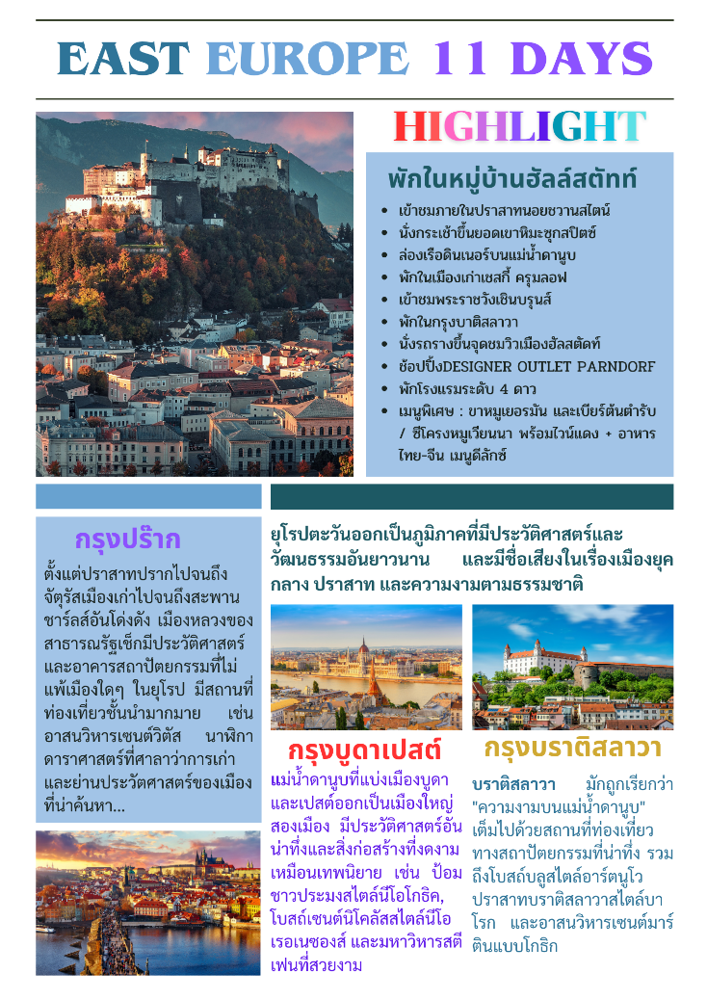 EAST EUROPE 11 DAYS
HIGHLIGHT
พักในหมู่บ้านฮัลล์สตัทท์
เข้าชมภายในปราสาทนอยชวานสไตน์
นั่งกระเช้าขึ้นยอดเขาหิมะซุกสปิตซ์
ล่องเรือดินเนอร์บนแม่น้ำดานูบ
พักในเมืองเก่าเชสกี้ ครุมลอฟ
เข้าชมพระราชวังเชินบรุนส์
พักในกรุงบาติสลาวา
นั่งรถรางขึ้นจุดชมวิวเมืองฮัลสตัดท์
ช้อปปิ้งDESIGNER OUTLET PARNDORF
พักโรงแรมระดับ 4 ดาว
เมนูพิเศษ : ขาหมูเยอรมัน และเบียร์ต้นตำรับ
/ ซี่โครงหมูเวียนนา พร้อมไวน์แดง + อาหาร
ไทย-จีน เมนูดีลักซ์
กรุงปร๊าก
ตั้งแต่ปราสาทปรากไปจนถึง
จัตุรัสเมืองเก่าไปจนถึงสะพาน
ชาร์ลส์อันโด่งดัง เมืองหลวงของ
สาธารณรัฐเช็กมีประวัติศาสตร์
และอาคารสถาปัตยกรรมที่ไม่
แพ้เมืองใดๆ ในยุโรป มีสถานที่
ท่องเที่ยวชั้นนำมากมาย เช่น
อาสนวิหารเซนต์วิตัส นาฬิกา
ดาราศาสตร์ที่ศาลาว่าการเก่า
และย่านประวัตศาสตร์ของเมือง
ที่น่าค้นหา...
ยุโรปตะวันออกเป็นภูมิภาคที่มีประวัติศาสตร์และ
วัฒนธรรมอันยาวนาน และมีชื่อเสียงในเรื่องเมืองยุค
กลาง ปราสาท และความงามตามธรรมชาติ
กรุงบูดาเปสต์
แม่น้ำดานูบที่แบ่งเมืองบูดา
และเปสต์ออกเป็นเมืองใหญ่
สองเมือง มีประวัติศาสตร์อัน
น่าทึ่งและสิ่งก่อสร้างที่งดงาม
เหมือนเทพนิยาย เช่น ป้อม
ชาวประมงสไตล์นีโอโกธิค,
โบสถ์เซนต์นิโคลัสสไตล์นีโอ
เรอเนซองส์ และมหาวิหารสตี
เฟนที่สวยงาม
กรุงบราติสลาวา
บราติสลาวา มักถูกเรียกว่า
"ความงามบนแม่น้ำดานูบ"
เต็มไปด้วยสถานที่ท่องเที่ยว
ทางสถาปัตยกรรมที่น่าทึ่ง รวม
ถึงโบสถ์บลูสไตล์อาร์ตนูโว
ปราสาทบราติสลาวาสไตล์บา
โรก และอาสนวิหารเซนต์มาร์
ตินแบบโกธิก